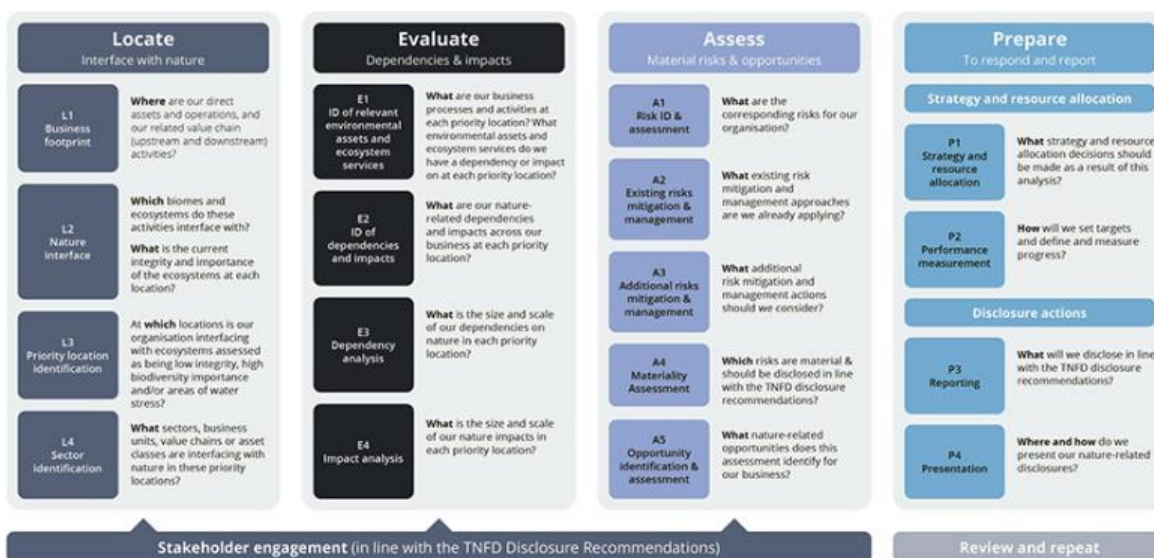 Locate
Interface with nature
L1
Business
footprint
Where are our direct
assets and operations, and
our related value chain
(upstream and downstream)
activities?
L2
Nature
interface
Which biomes and
ecosystems do these
activities interface with?
What is the current
integrity and importance
of the ecosystems at each
location?
L3
Priority location
identification
At which locations is our
organisation interfacing
with ecosystems assessed
as being low integrity, high
biodiversity importance
and/or areas of water
stress?
L4
Sector
identification
What sectors, business
units, value chains or asset
classes are interfacing with
nature in these priority
locations?
Evaluate
Dependencies & impacts
E1
ID of relevant
environmental
assets and
ecosystem
services
What are our business
processes and activities at
each priority location? What
environmental assets and
ecosystem services do we
have a dependency or impact
on at each priority location?
E2
ID of
dependencies
and impacts
What are our nature-
related dependencies
and impacts across our
business at each priority
location?
E3
Dependency
analysis
What is the size and scale
of our dependencies on
nature in each priority
location?
E4
Impact analysis
What is the size and scale
of our nature impacts in
each priority location?
Assess
Material risks & opportunities
A1
Risk ID &
assessment
What are the
corresponding risks for our
organisation?
A2
Existing risks
mitigation &
management
What existing risk
mitigation and
management approaches
are we already applying?
A3
Additional risks
mitigation &
management
What additional
risk mitigation and
management actions
should we consider?
A4
Materiality
Assessment
Which risks are material &
should be disclosed in line
with the TNFD disclosure
recommendations?
A5
Opportunity
identification &
assessment
What nature-related
opportunities does this
assessment identify for
our business?
Prepare
To respond and report
Strategy and resource allocation
P1
Strategy and
resource
allocation
What strategy and resource
allocation decisions should
be made as a result of this
analysis?
P2
Performance
measurement
How will we set targets
and define and measure
progress?
Disclosure actions
P3
Reporting
What will we disclose in line
with the TNFD disclosure
recommendations?
P4
Presentation
Where and how do we
present our nature-related
disclosures?
Stakeholder engagement (in line with the TNFD Disclosure Recommendations)
Review and repeat